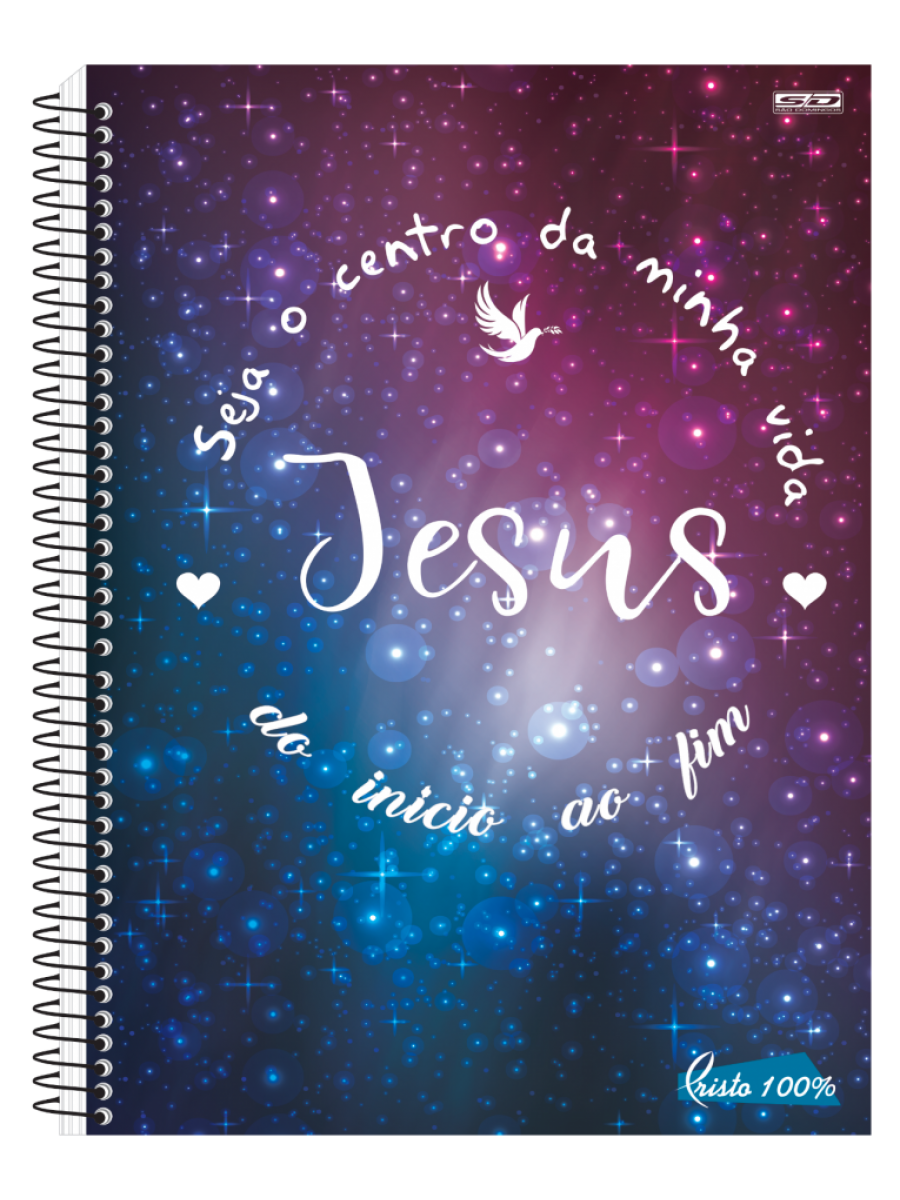 SD
SÃO DOMINGOS
Seja o centro da minha vida
Jesus
do inicio ao fim
Cristo 100%